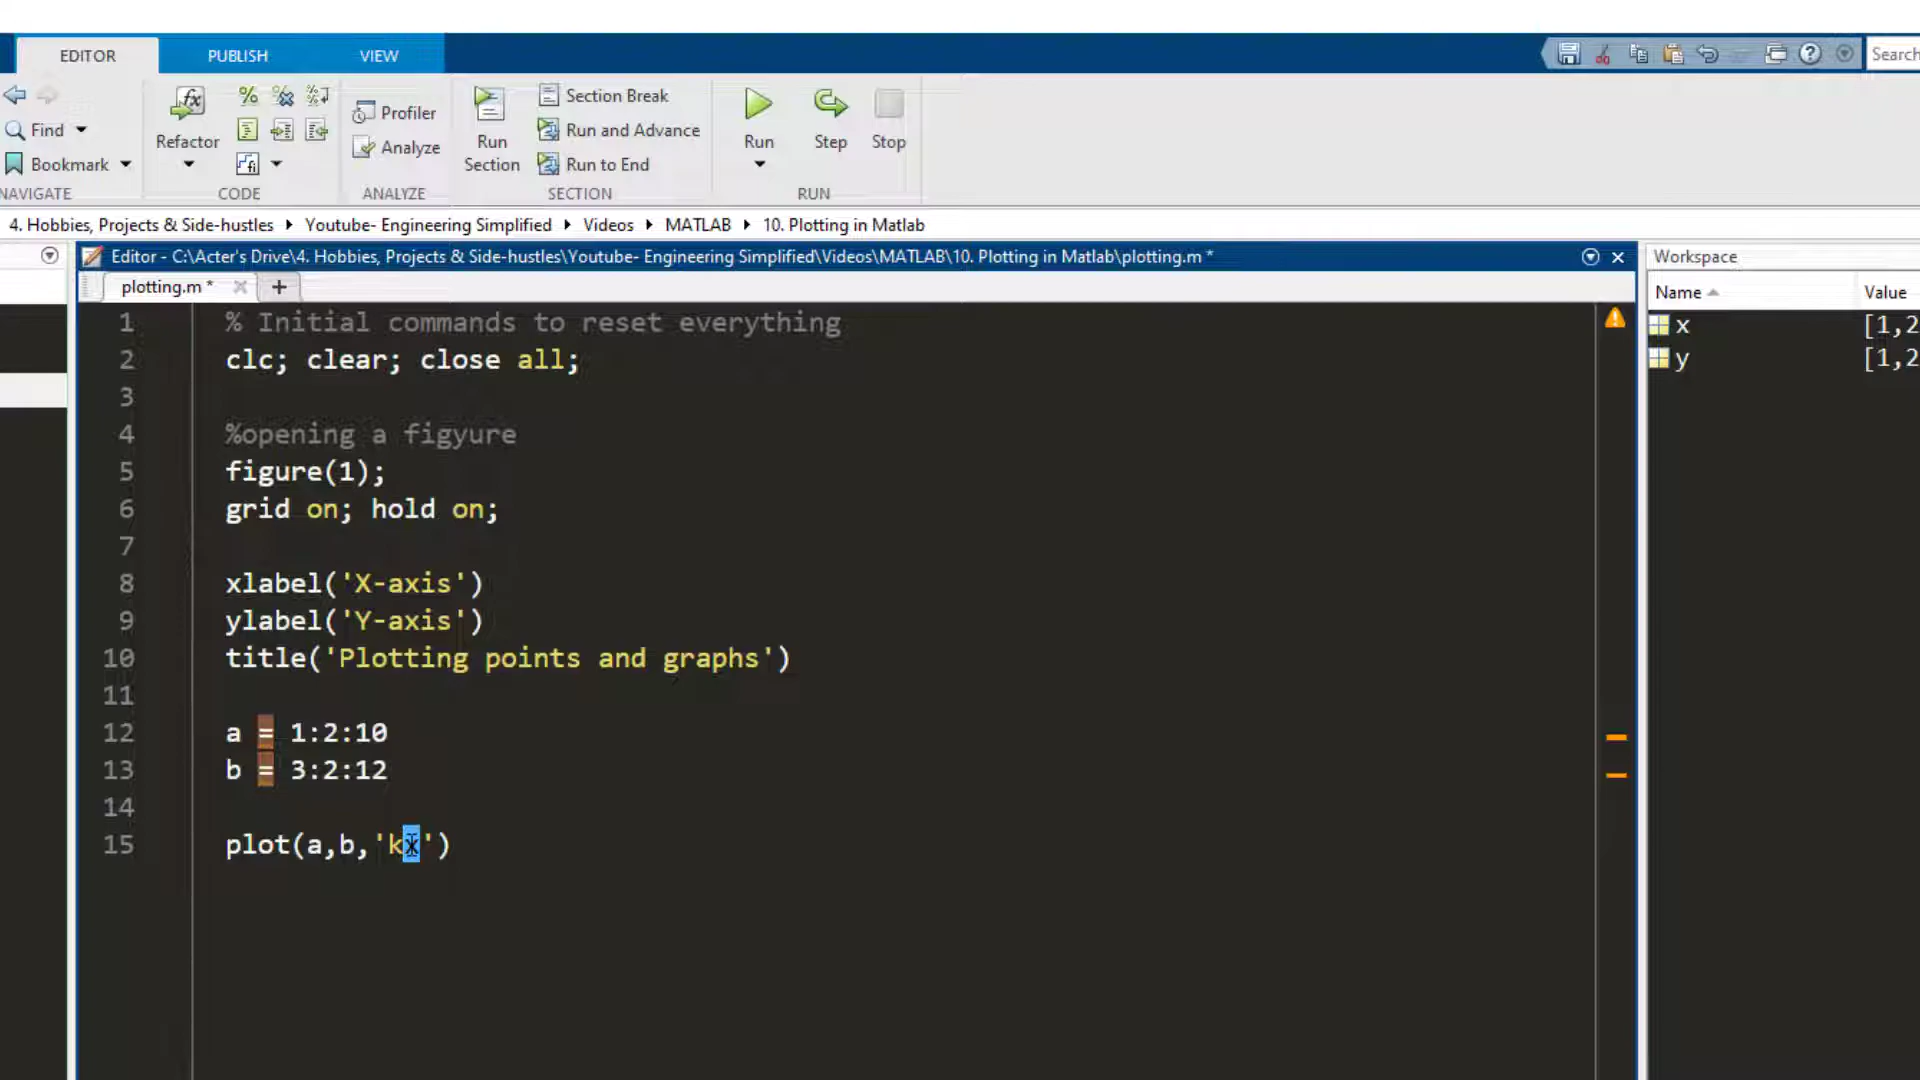 EDITOR PUBLISH VIEW
Search
Find
Bookmark
NAVIGATE
Refactor
CODE
Profiler
Analyze
ANALYZE
Run
Section
Section Break
Run and Advance
Run to End
SECTION
Run
Step
Stop
RUN
4. Hobbies, Projects & Side-hustles Youtube- Engineering Simplified Videos MATLAB 10. Plotting in Matlab
Editor - C:\Acter's Drive\4. Hobbies, Projects & Side-hustles\Youtube- Engineering Simplified\Videos\MATLAB\10. Plotting in Matlab\plotting.m *
plotting.m *
1 % Initial commands to reset everything
2 clc; clear; close all;
3
4 %opening a figyure
5 figure(1);
6 grid on; hold on;
7
8 xlabel('X-axis')
9 ylabel('Y-axis')
10 title('Plotting points and graphs')
11
12 a = 1:2:10
13 b = 3:2:12
14
15 plot(a,b,'kx')
Workspace
Name Value
x [1,2
y [1,2